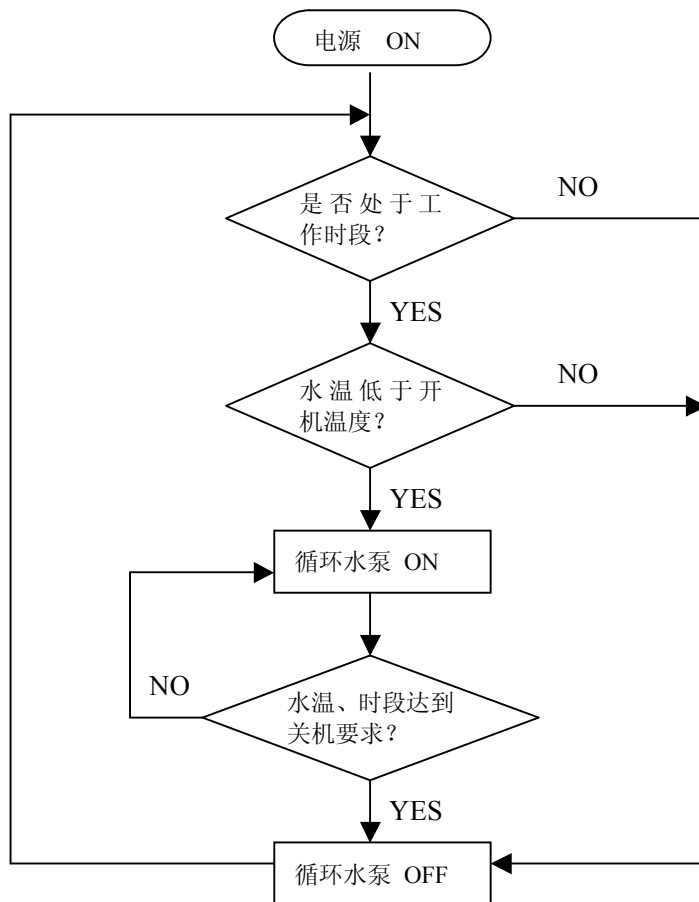 电源 ON
是否处于工
作时段?
NO
YES
水温低于开
机温度?
NO
YES
循环水泵 ON
NO
水温、时段达到
关机要求?
YES
循环水泵 OFF